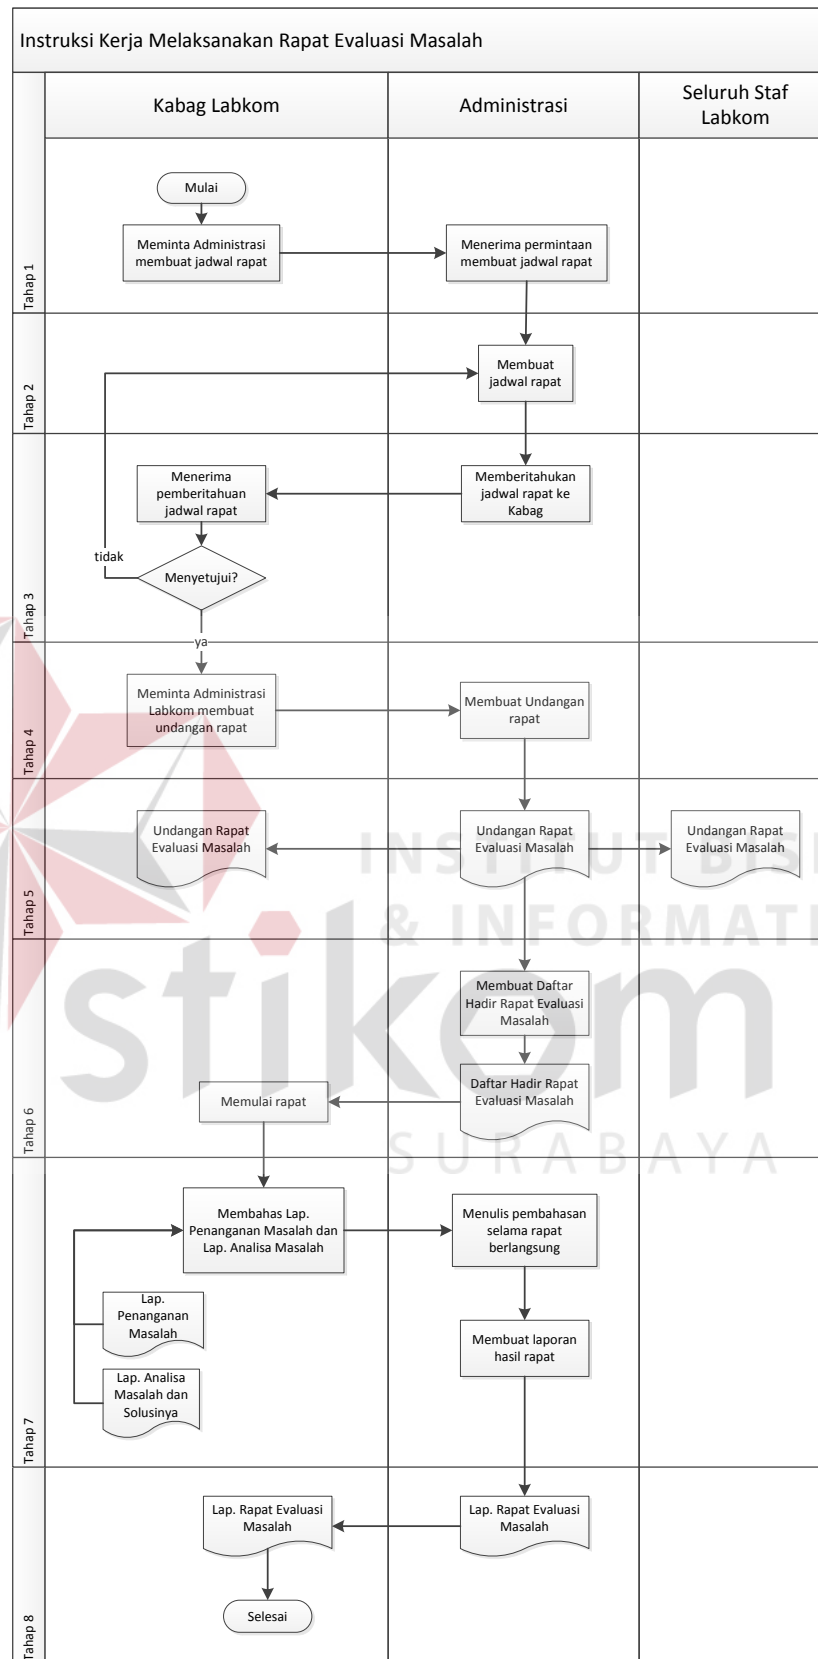 Instruksi Kerja Melaksanakan Rapat Evaluasi Masalah
Kabag Labkom
Administrasi
Seluruh Staf
Labkom
Tahap 1
Mulai
Meminta Administrasi
membuat jadwal rapat
Menerima permintaan
membuat jadwal rapat
Tahap 2
Membuat
jadwal rapat
Tahap 3
Menerima
pemberitahuan
jadwal rapat
Memberitahukan
jadwal rapat ke
Kabag
tidak
Menyetujui?
ya
Tahap 4
Meminta Administrasi
Labkom membuat
undangan rapat
Membuat Undangan
rapat
Tahap 5
Undangan Rapat
Evaluasi Masalah
Undangan Rapat
Evaluasi Masalah
Undangan Rapat
Evaluasi Masalah
INSTITUT BISI
& INFORMATI
stikom
SURABAYA
Tahap 6
Membuat Daftar
Hadir Rapat Evaluasi
Masalah
Daftar Hadir Rapat
Evaluasi Masalah
Memulai rapat
Tahap 7
Membahas Lap.
Penanganan Masalah dan
Lap. Analisa Masalah
Menulis pembahasan
selama rapat
berlangsung
Lap.
Penanganan
Masalah
Membuat laporan
hasil rapat
Lap. Analisa
Masalah dan
Solusinya
Tahap 8
Lap. Rapat Evaluasi
Masalah
Lap. Rapat Evaluasi
Masalah
Selesai